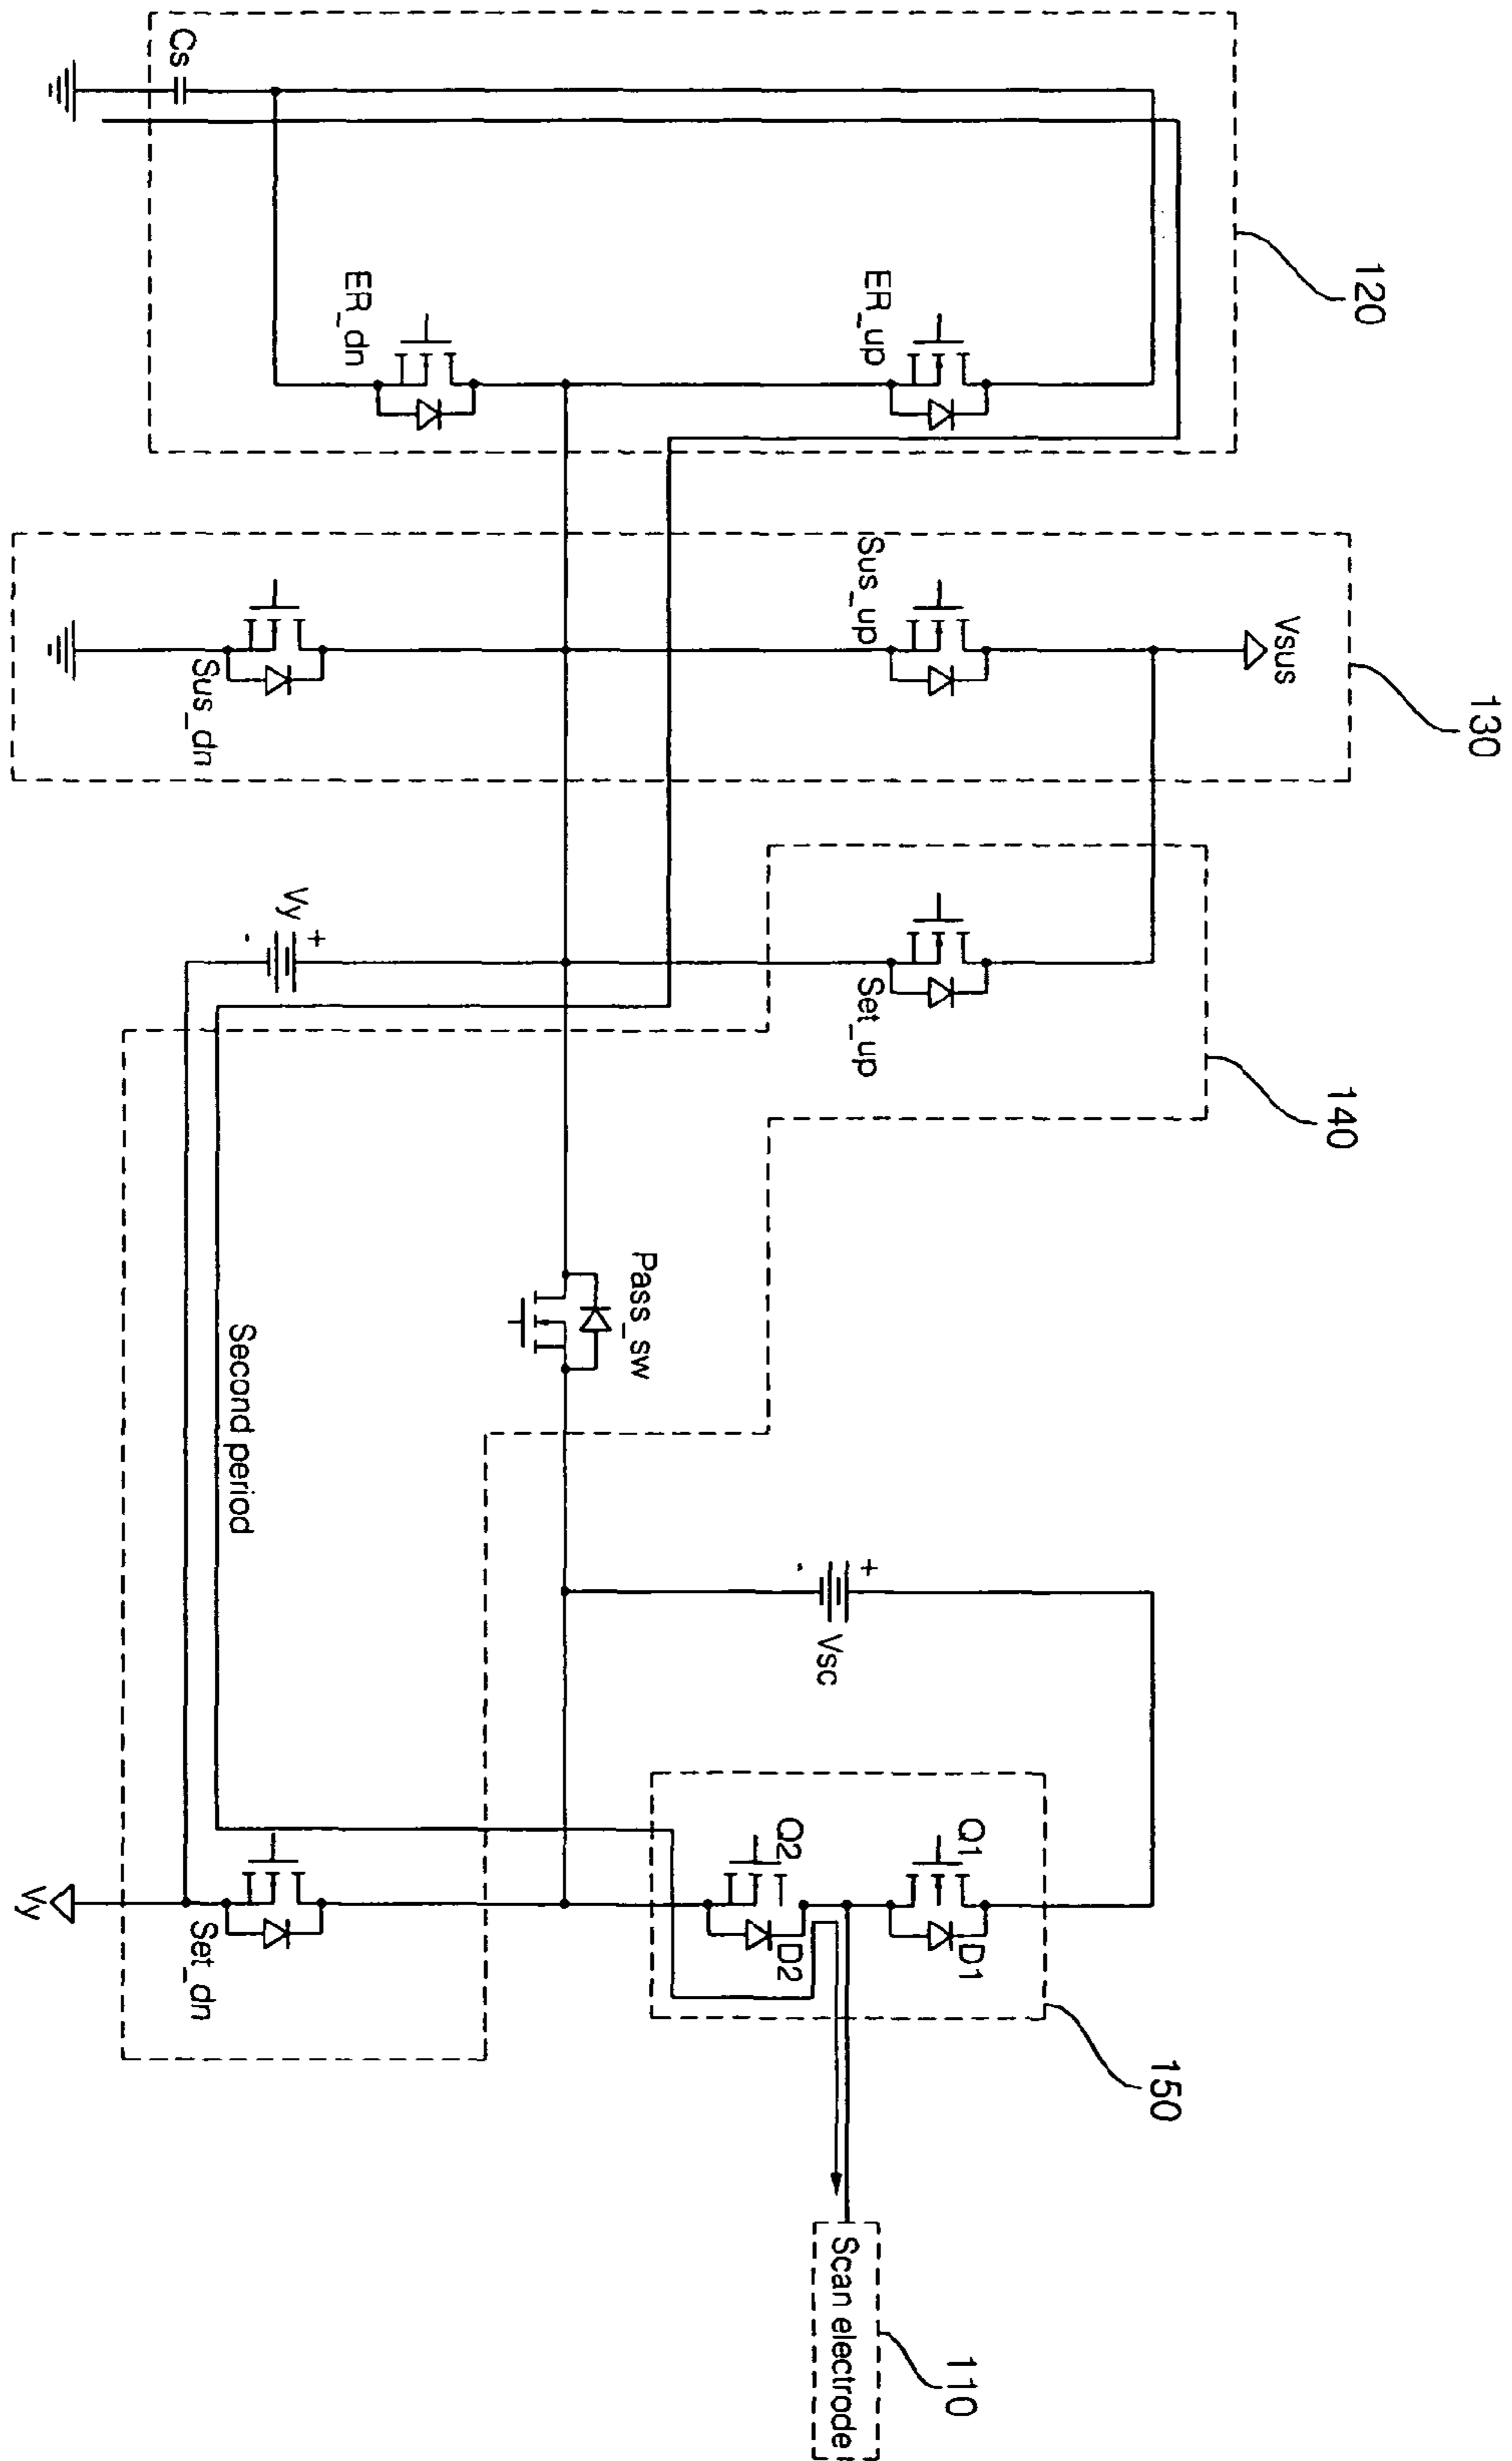 120
Cs
ER_up
ER_dn
130
Vsus
Sus_up
Sus_dn
140
Set_up
Vy
+
-
Pass_sw
Second period
+
-
Vsc
150
Q1
D1
Q2
D2
Set_dn
Vy
110
Scan electrode